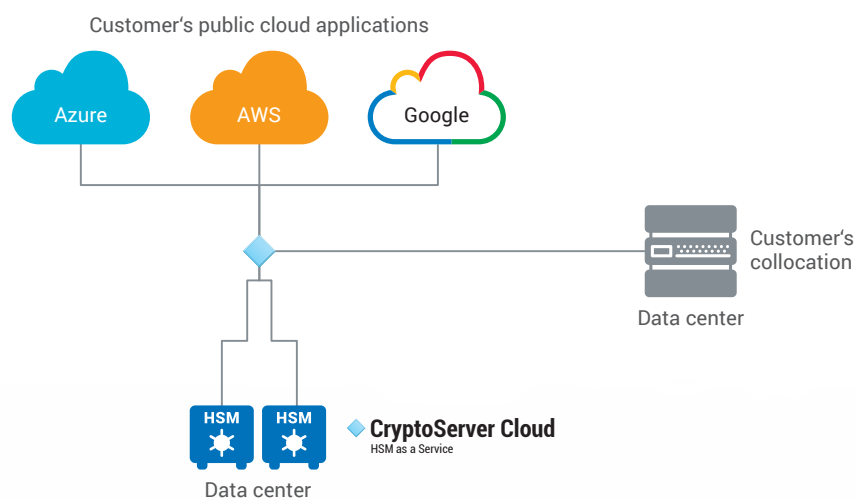 Customer‘s public cloud applications
Azure
AWS
Google
Customer‘s
collocation
Data center
HSM
HSM
CryptoServer Cloud
HSM as a Service
Data center